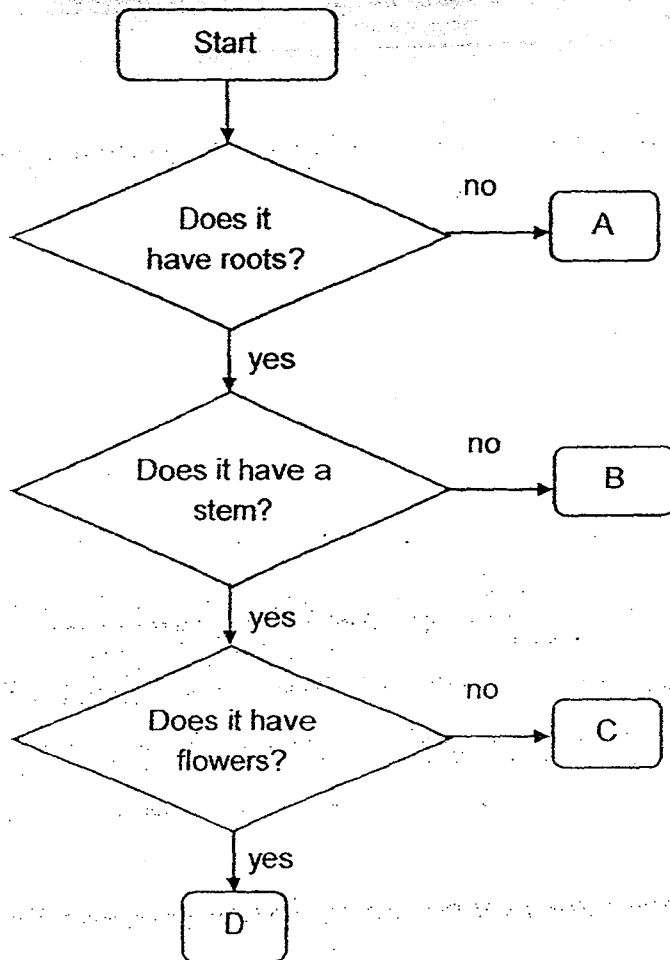 Start
Does it
have roots?
no
A
yes
Does it have a
stem?
no
B
yes
Does it have
flowers?
no
C
yes
D